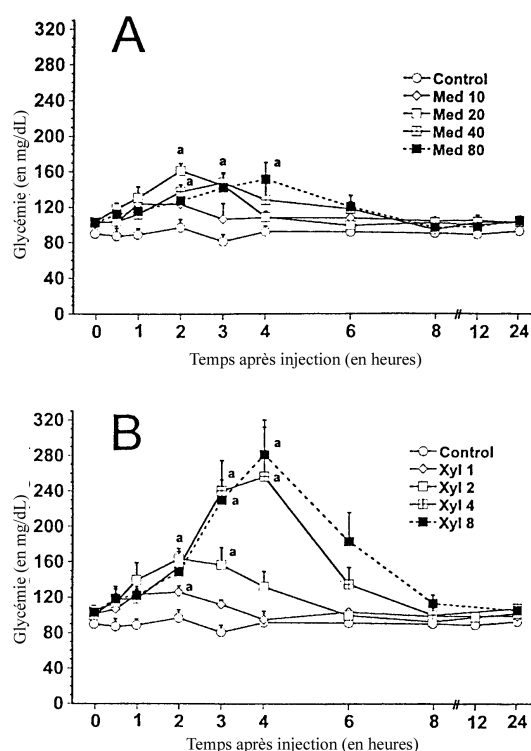 A
320
280
240
200
160
120
80
40
0
Glycémie (en mg/dL)
Control
Med 10
Med 20
Med 40
Med 80
a
a
a
a
0 1 2 3 4 6 8 12 24
Temps après injection (en heures)
B
320
280
240
200
160
120
80
40
0
Glycémie (en mg/dL)
Control
Xyl 1
Xyl 2
Xyl 4
Xyl 8
a
a
a
a
a
a
a
0 1 2 3 4 6 8 12 24
Temps après injection (en heures)